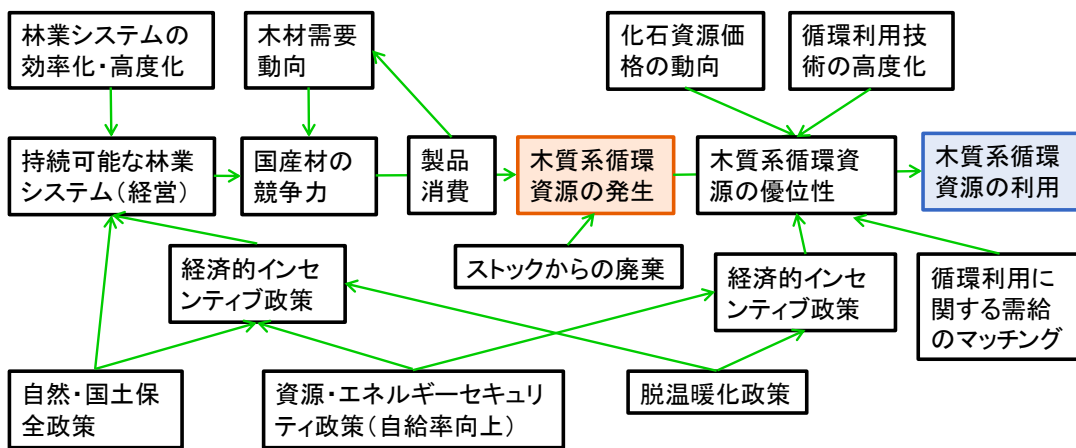 林業システムの
効率化・高度化
木材需要
動向
化石資源価
格の動向
循環利用技
術の高度化
持続可能な林業
システム(経営)
国産材の
競争力
製品
消費
木質系循環
資源の発生
木質系循環資
源の優位性
木質系循環
資源の利用
経済的インセ
ンティブ政策
ストックからの廃棄
経済的インセ
ンティブ政策
循環利用に
関する需給
のマッチング
自然・国土保
全政策
資源・エネルギーセキュリ
ティ政策(自給率向上)
脱温暖化政策